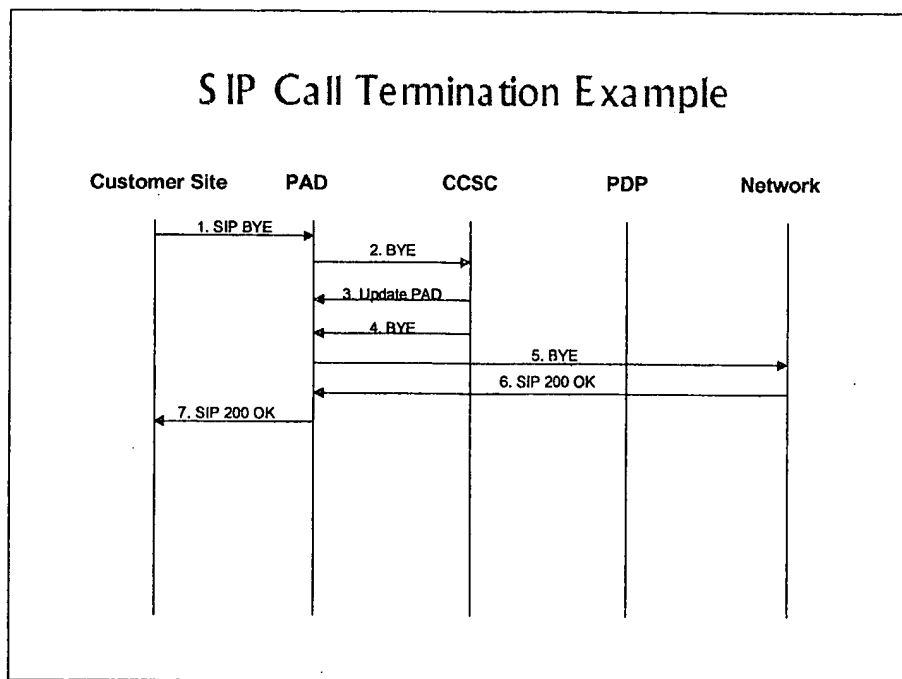 SIP Call Termination Example
Customer Site PAD CCSC PDP Network
1. SIP BYE
2. BYE
3. Update PAD
4. BYE
5. BYE
6. SIP 200 OK
7. SIP 200 OK